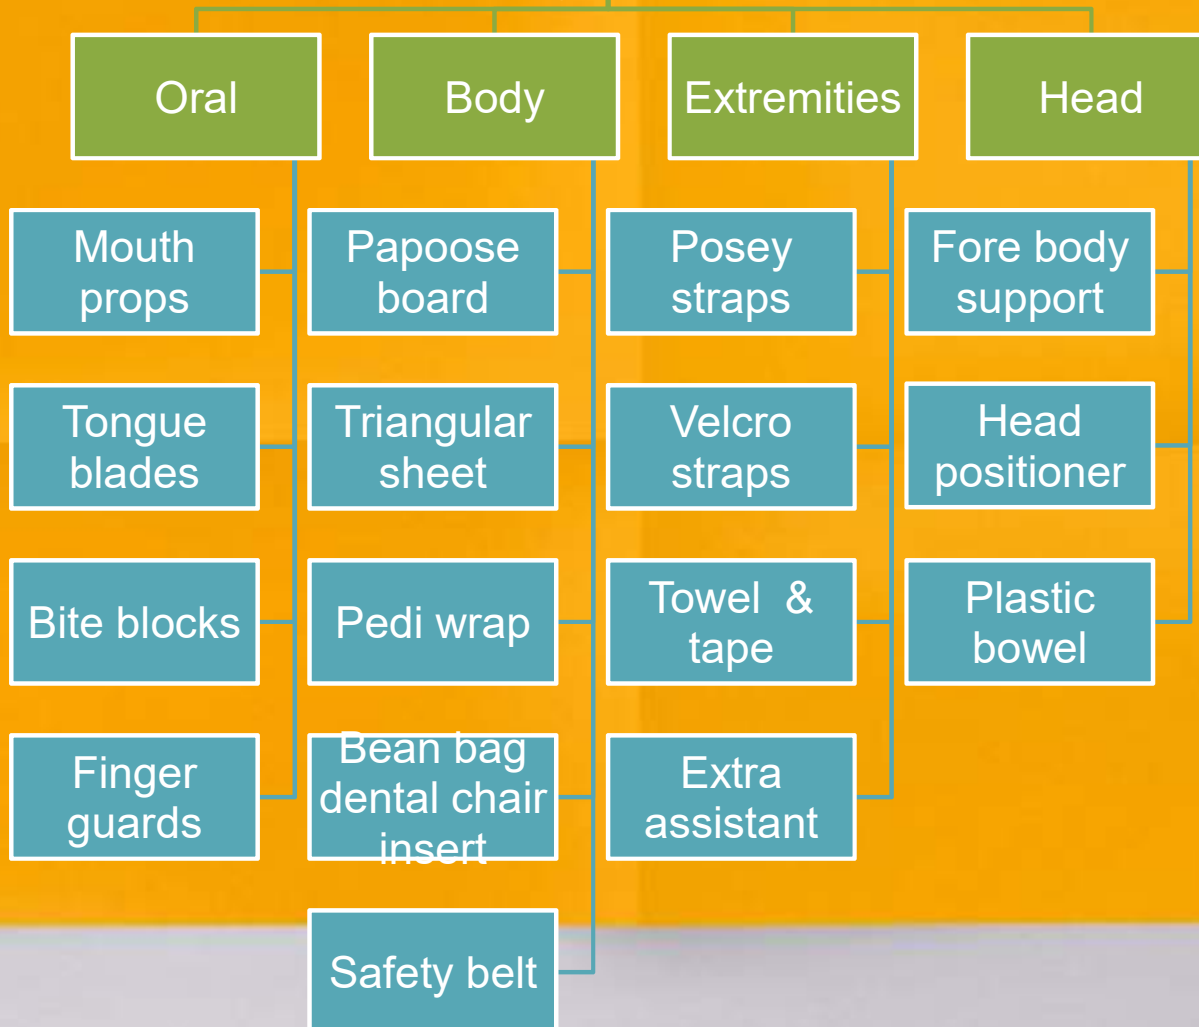 Oral
Body
Extremities
Head
Mouth
props
Papoose
board
Posey
straps
Fore body
support
Tongue
blades
Triangular
sheet
Velcro
straps
Head
positioner
Bite blocks
Pedi wrap
Towel &
tape
Plastic
bowel
Finger
guards
Bean bag
dental chair
insert
Extra
assistant
Safety belt